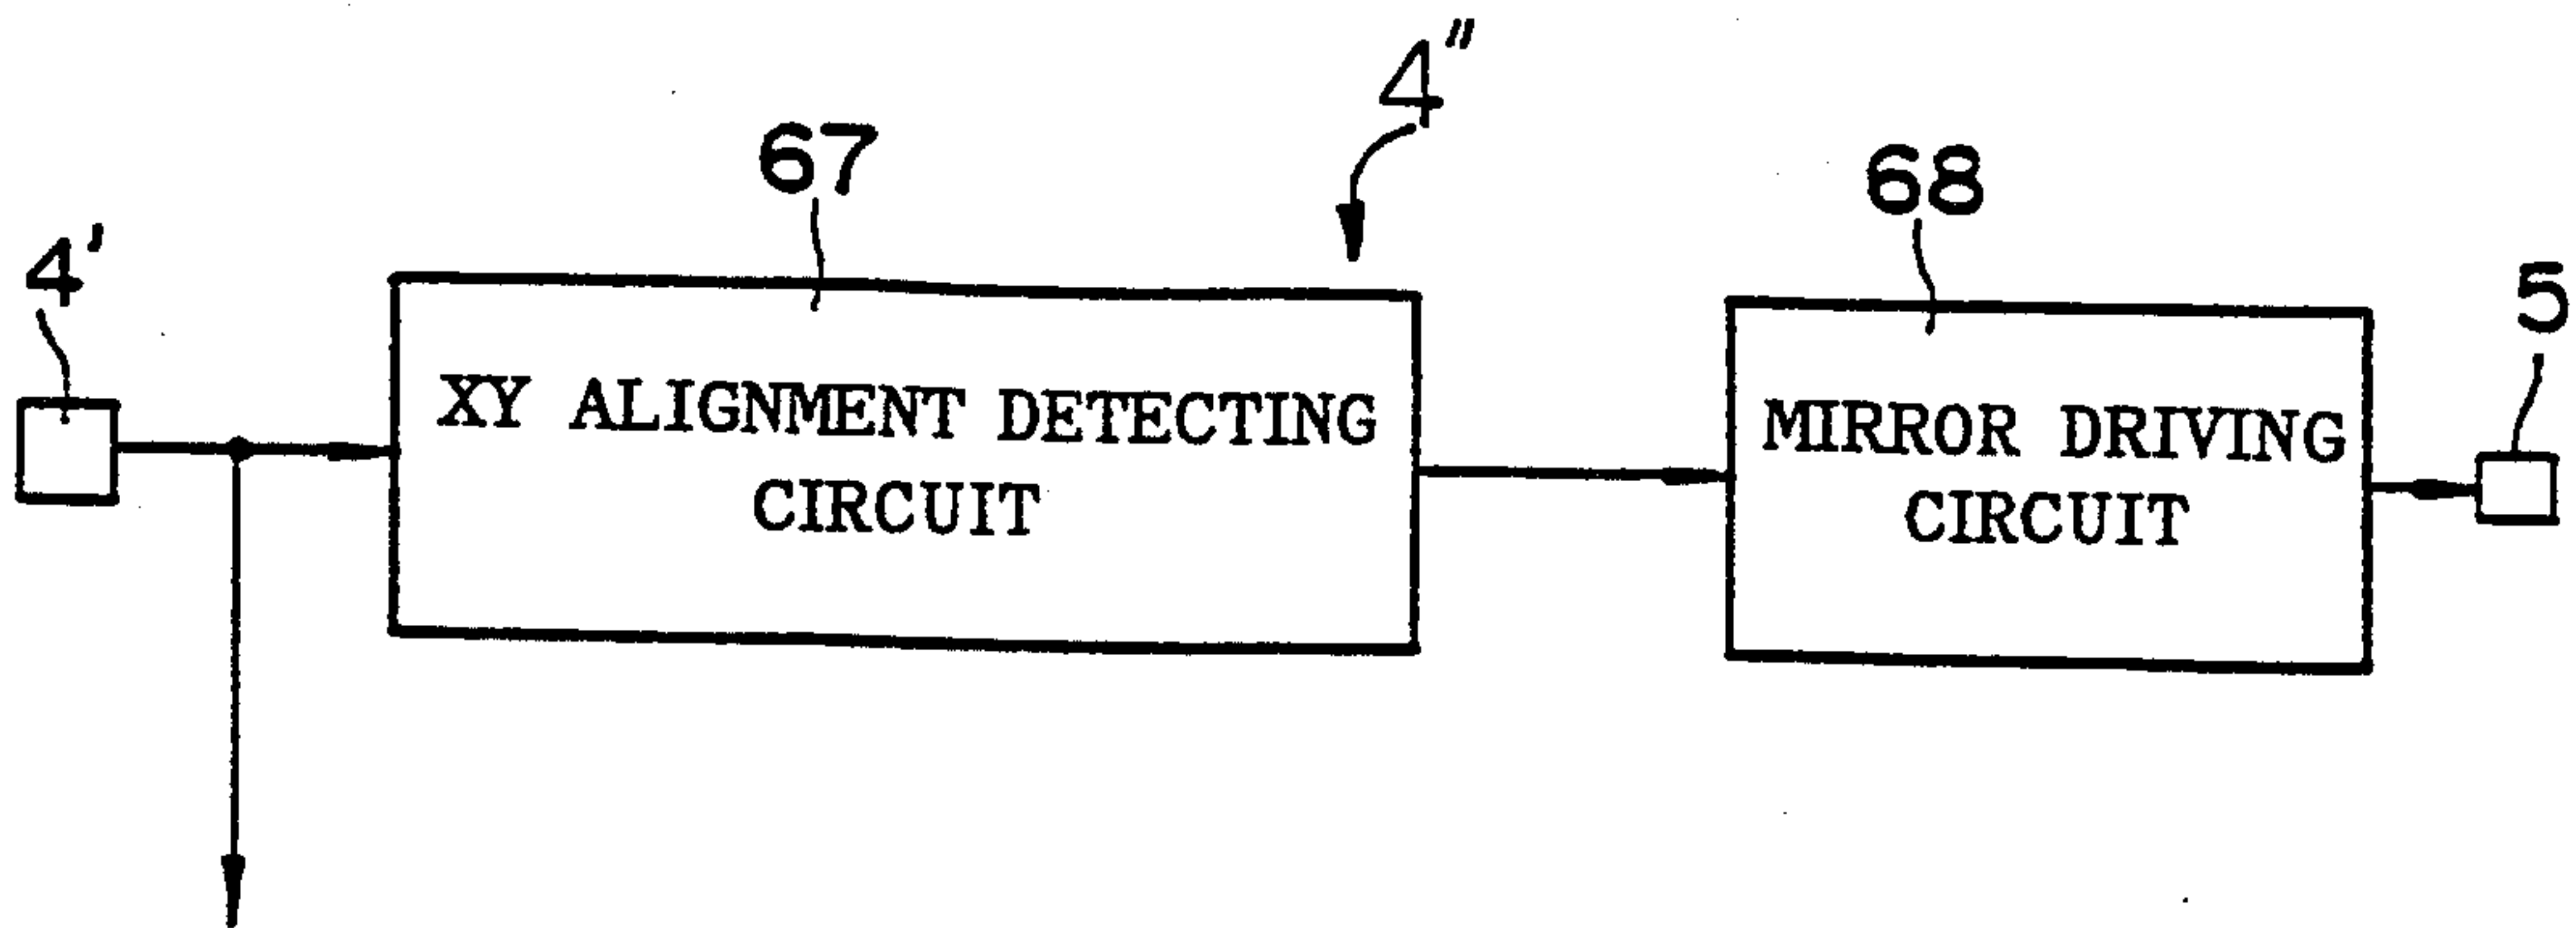 4"
67
68
4'
5
XY ALIGNMENT DETECTING
CIRCUIT
MIRROR DRIVING
CIRCUIT